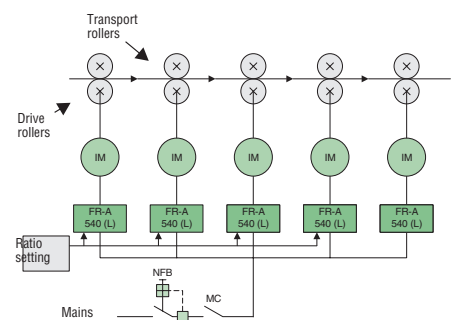 Transport
rollers
Drive
rollers
IM
IM
IM
IM
IM
FR-A
540 (L)
FR-A
540 (L)
FR-A
540 (L)
FR-A
540 (L)
FR-A
540 (L)
Ratio
setting
NFB
MC
Mains